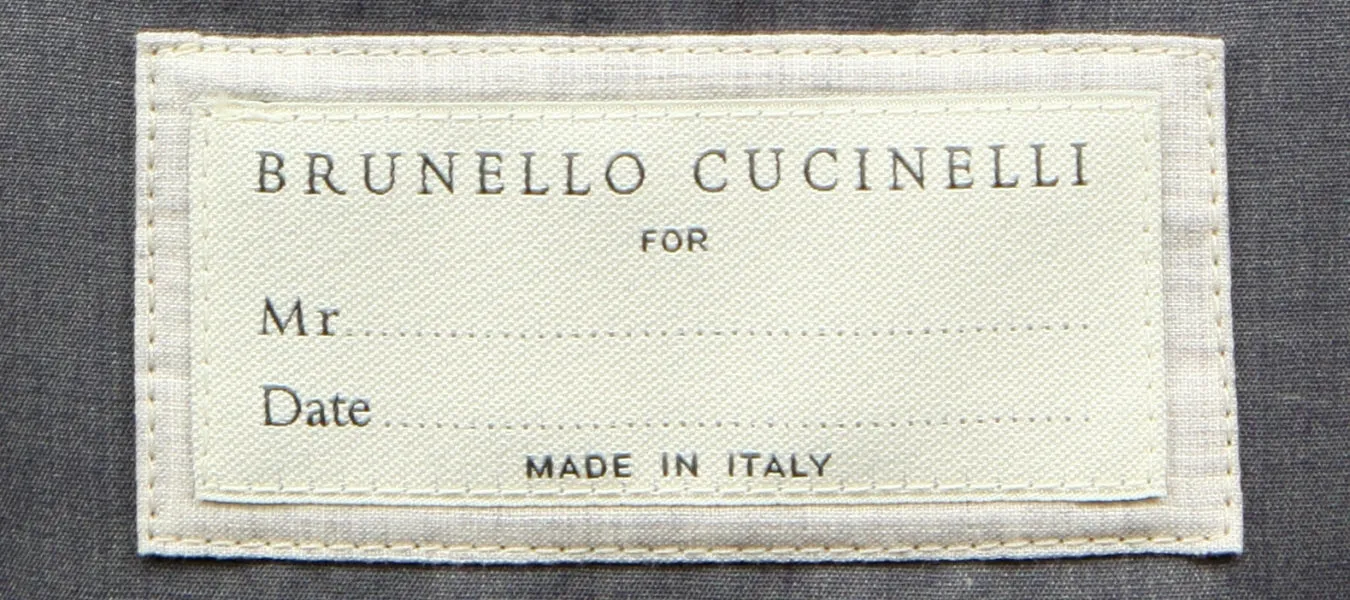 BRUNELLO CUCINELLI
FOR
Mr..............................
Date..............................
MADE IN ITALY